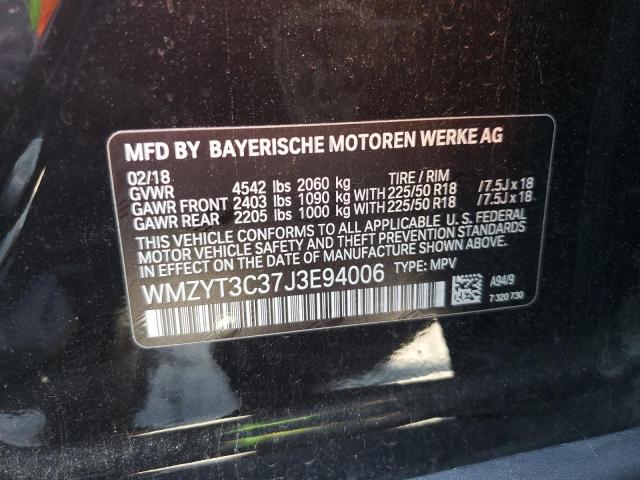 MFD BY BAYERISCHE MOTOREN WERKE AG
02/18 TIRE / RIM
GVWR 4542 lbs 2060 kg
GAWR FRONT 2403 lbs 1090 kg WITH 225/50 R18 /7.5J x 18
GAWR REAR 2205 lbs 1000 kg WITH 225/50 R18 /7.5J x 18
THIS VEHICLE CONFORMS TO ALL APPLICABLE U. S. FEDERAL
MOTOR VEHICLE SAFETY AND THEFT PREVENTION STANDARDS
IN EFFECT ON THE DATE OF MANUFACTURE SHOWN ABOVE.
WMZYT3C37J3E94006 TYPE: MPV
A94/9
7 320 730